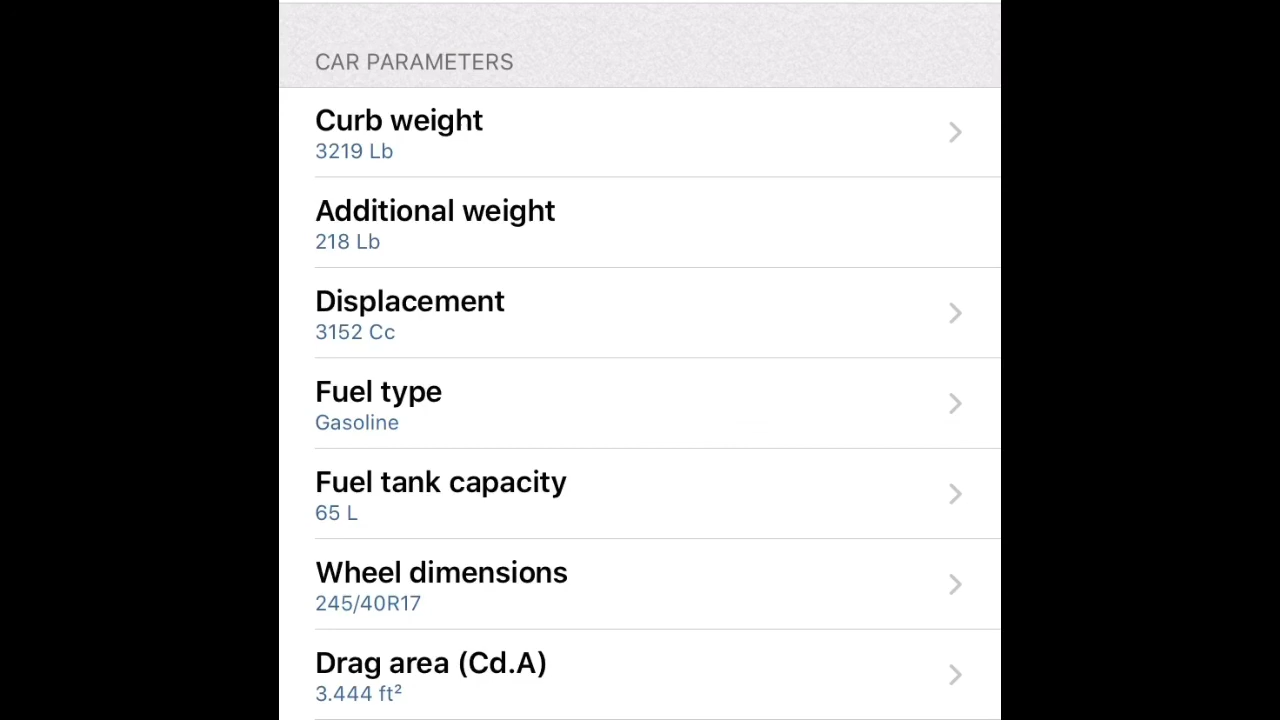 CAR PARAMETERS
Curb weight
3219 Lb
Additional weight
218 Lb
Displacement
3152 Cc
Fuel type
Gasoline
Fuel tank capacity
65 L
Wheel dimensions
245/40R17
Drag area (Cd.A)
3.444 ft²